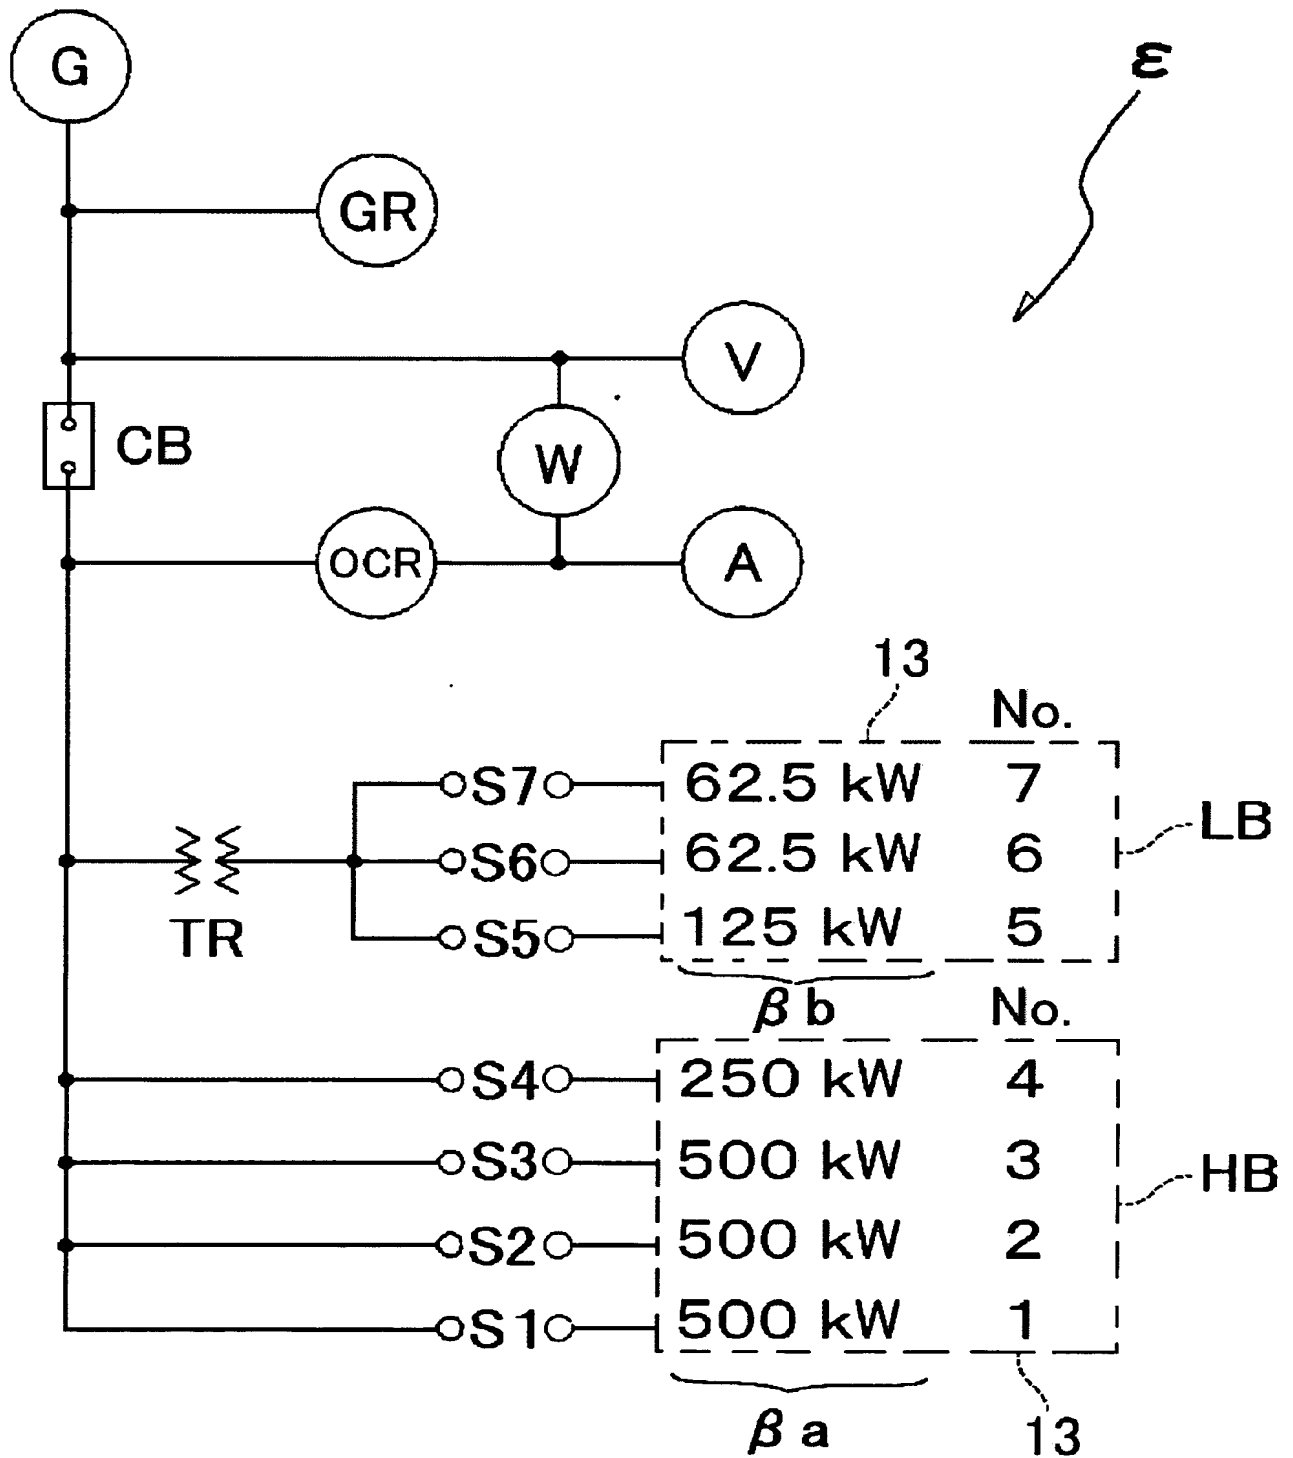 G
ε
GR
V
CB
W
OCR
A
13
No.
S7 62.5 kW 7
LB
S6 62.5 kW 6
TR
S5 125 kW 5
β b
No.
S4 250 kW 4
S3 500 kW 3
HB
S2 500 kW 2
S1 500 kW 1
β a
13